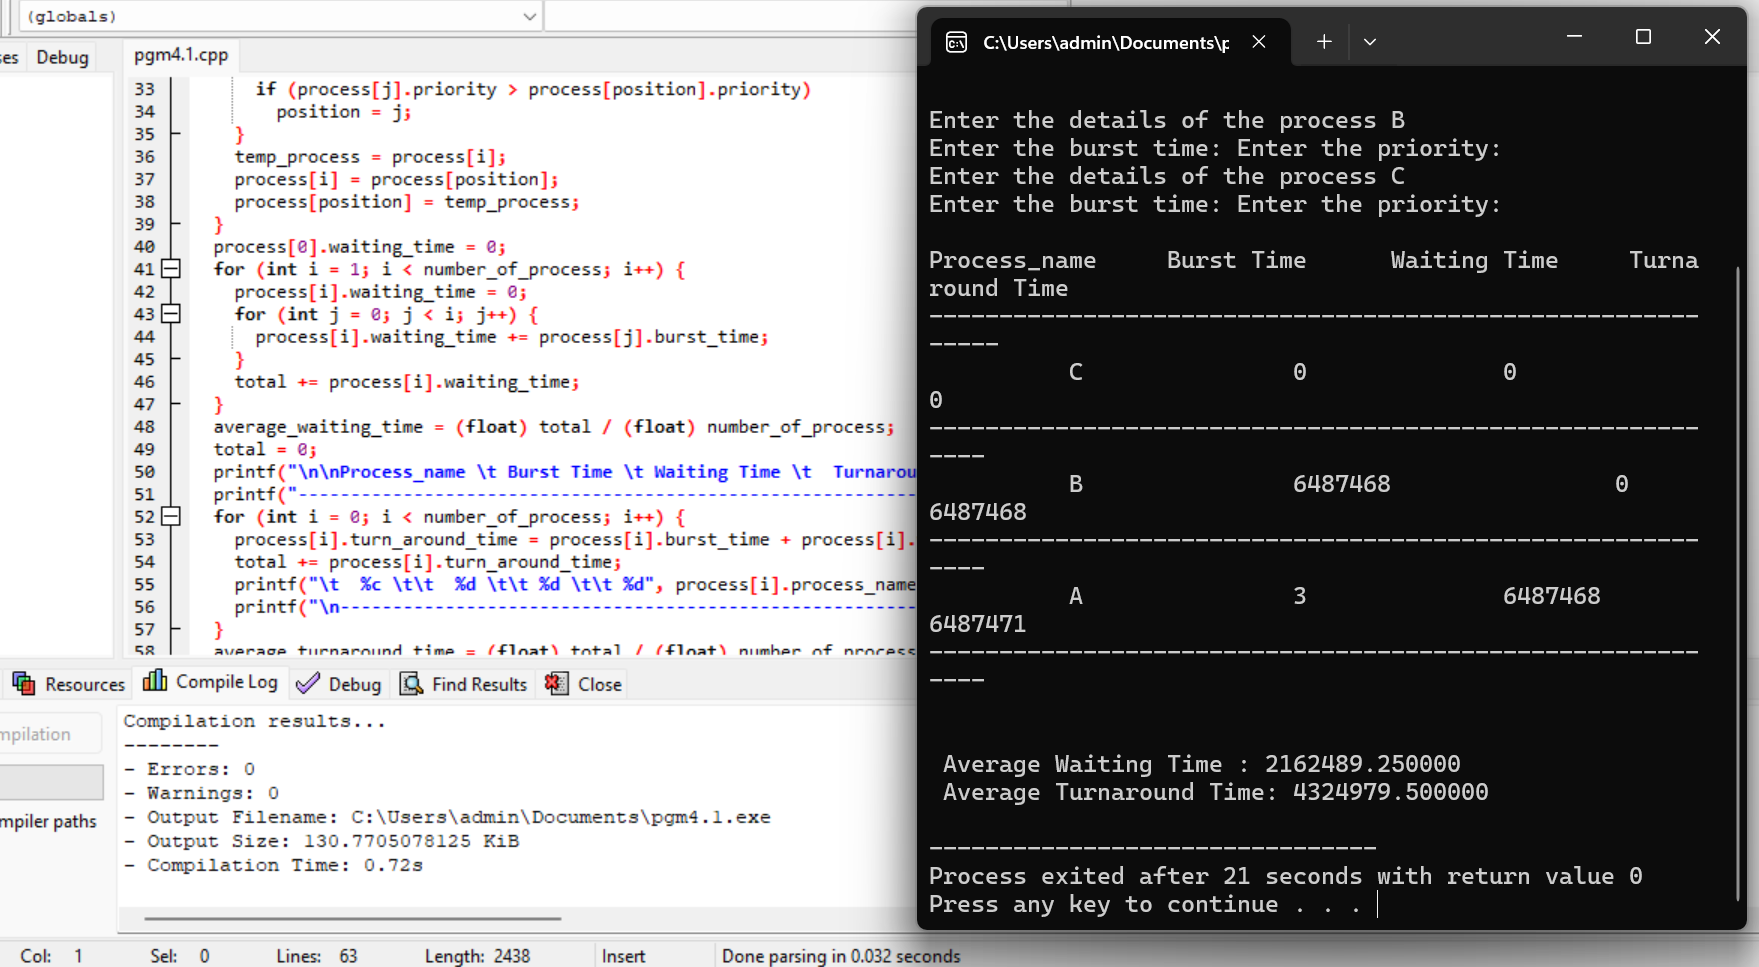 (globals)
es Debug
pgm4.1.cpp
33 if (process[j].priority > process[position].priority)
34 position = j;
35 }
36 temp_process = process[i];
37 process[i] = process[position];
38 process[position] = temp_process;
39 }
40 process[0].waiting_time = 0;
41 for (int i = 1; i < number_of_process; i++) {
42 process[i].waiting_time = 0;
43 for (int j = 0; j < i; j++) {
44 process[i].waiting_time += process[j].burst_time;
45 }
46 total += process[i].waiting_time;
47 }
48 average_waiting_time = (float) total / (float) number_of_process;
49 total = 0;
50 printf("\n\nProcess_name \t Burst Time \t Waiting Time \t  Turnarou
51 printf("-----------------------------------------------------------
52 for (int i = 0; i < number_of_process; i++) {
53 process[i].turn_around_time = process[i].burst_time + process[i].
54 total += process[i].turn_around_time;
55 printf("\t  %c \t\t  %d \t\t %d \t\t %d", process[i].process_name
56 printf("\n-------------------------------------------------------
57 }
58 average_turnaround_time = (float) total / (float) number_of_process
Resources Compile Log Debug Find Results Close
mpilation
mpiler paths
Compilation results...
--------
- Errors: 0
- Warnings: 0
- Output Filename: C:\Users\admin\Documents\pgm4.1.exe
- Output Size: 130.7705078125 KiB
- Compilation Time: 0.72s
Col: 1 Sel: 0 Lines: 63 Length: 2438 Insert Done parsing in 0.032 seconds
C:\Users\admin\Documents\p
Enter the details of the process B
Enter the burst time: Enter the priority:
Enter the details of the process C
Enter the burst time: Enter the priority:
Process_name Burst Time Waiting Time Turna
round Time
-------------------------------------------------------
-----
C 0 0
0
-------------------------------------------------------
----
B 6487468 0
6487468
-------------------------------------------------------
----
A 3 6487468
6487471
-------------------------------------------------------
----
Average Waiting Time : 2162489.250000
Average Turnaround Time: 4324979.500000
--------------------------------
Process exited after 21 seconds with return value 0
Press any key to continue . . .